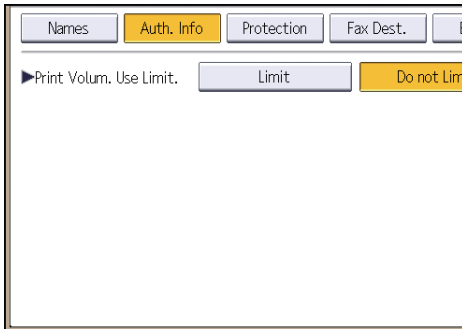 Names Auth. Info Protection Fax Dest.
▶Print Volum. Use Limit. Limit Do not Lim